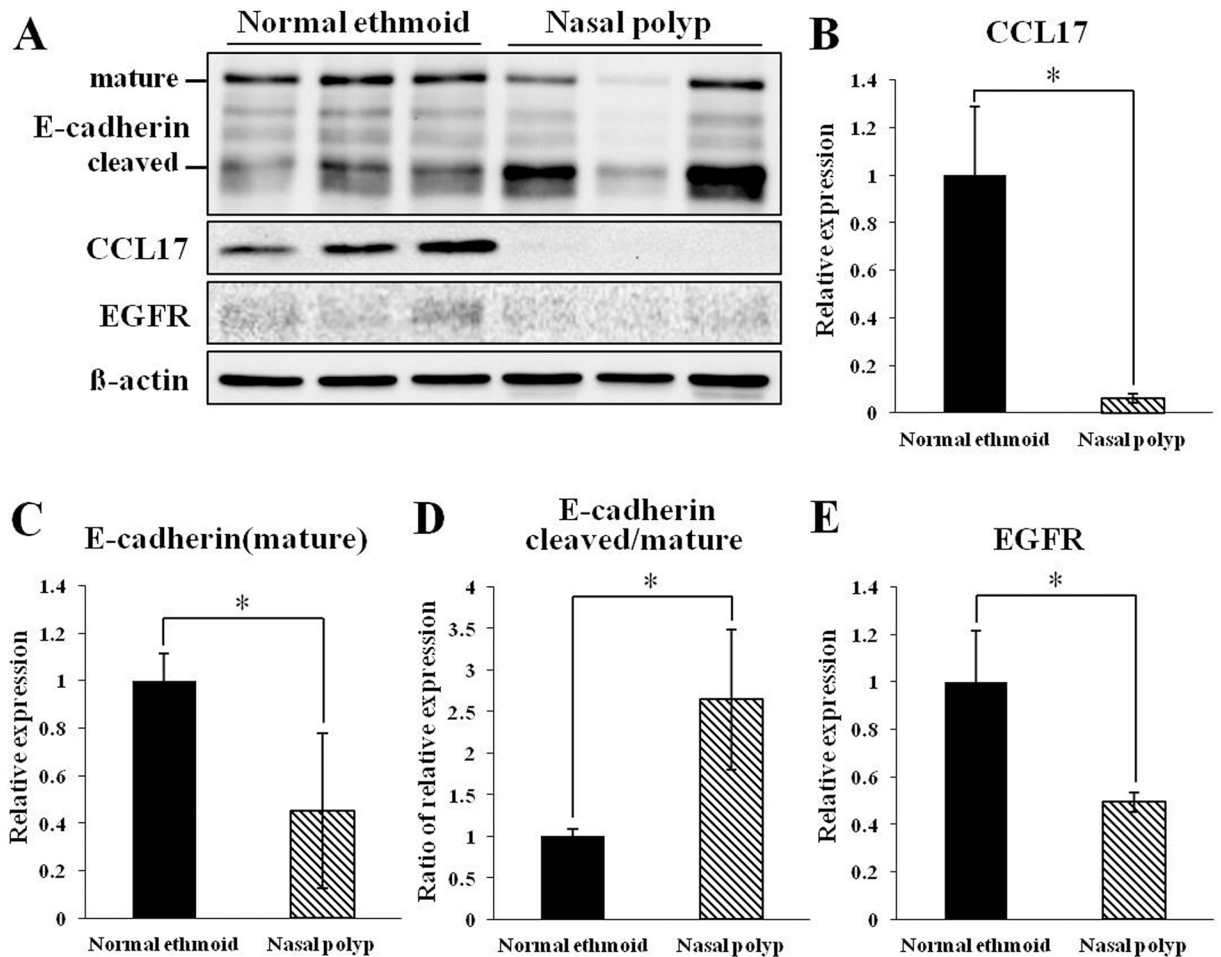 A
Normal ethmoid
Nasal polyp
mature
E-cadherin
cleaved
CCL17
EGFR
ß-actin
B
CCL17
*
Relative expression
1.4
1.2
1
0.8
0.6
0.4
0.2
0
Normal ethmoid
Nasal polyp
C
E-cadherin(mature)
*
Relative expression
1.4
1.2
1
0.8
0.6
0.4
0.2
0
Normal ethmoid
Nasal polyp
D
E-cadherin
cleaved/mature
*
Ratio of relative expression
4
3.5
3
2.5
2
1.5
1
0.5
0
Normal ethmoid
Nasal polyp
E
EGFR
*
Relative expression
1.4
1.2
1
0.8
0.6
0.4
0.2
0
Normal ethmoid
Nasal polyp